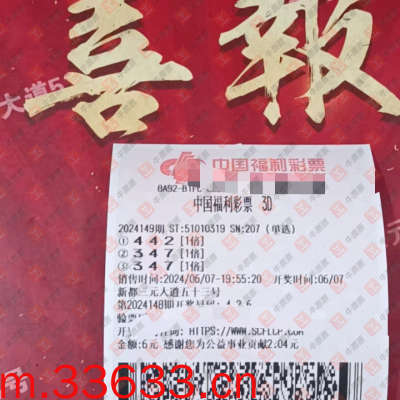 喜報
大道5
中国福利彩票
中国福利彩票 3D
2024149期 ST:51010319 SN:207 (单选)
① 4 4 2 [1倍]
② 3 4 7 [1倍]
③ 3 4 7 [1倍]
销售时间:2024/06/07-19:55:20 开奖时间:06/07
新都三元大道五十三号
第2024148期开奖号码: 4 3 6
金额:6元 感谢您为公益事业贡献2.04元
m.33633.cn